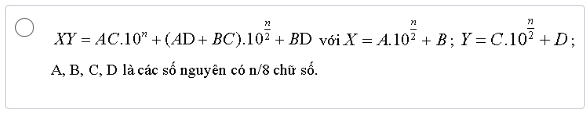 XY = AC.10^n + (AD + BC).10^(n/2) + BD với X = A.10^(n/2) + B ; Y = C.10^(n/2) + D ;
A, B, C, D là các số nguyên có n/8 chữ số.